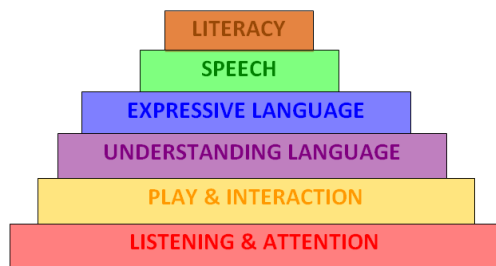 LITERACY
SPEECH
EXPRESSIVE LANGUAGE
UNDERSTANDING LANGUAGE
PLAY & INTERACTION
LISTENING & ATTENTION